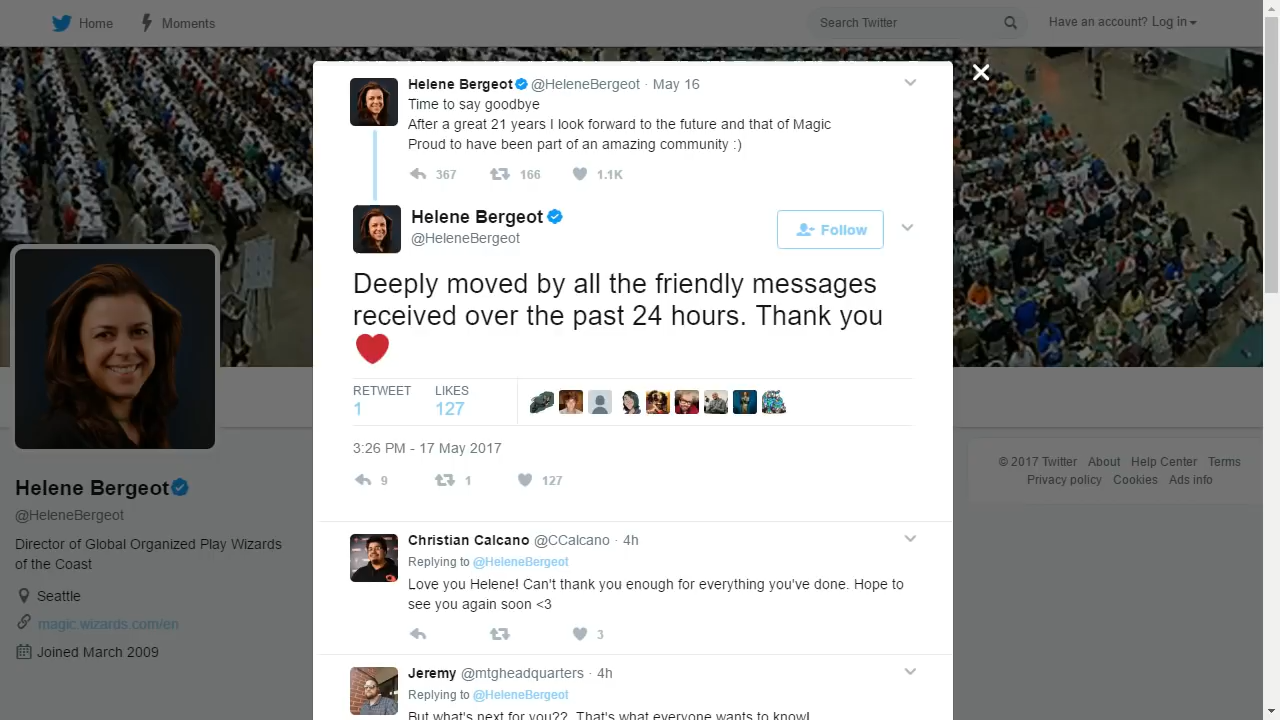 Home
Moments
Search Twitter
Have an account? Log in
Helene Bergeot @HeleneBergeot · May 16
Time to say goodbye
After a great 21 years I look forward to the future and that of Magic
Proud to have been part of an amazing community :)
367 166 1.1K
Helene Bergeot
@HeleneBergeot
Follow
Deeply moved by all the friendly messages
received over the past 24 hours. Thank you
❤
RETWEET LIKES
1 127
3:26 PM - 17 May 2017
9 1 127
Christian Calcano @CCalcano · 4h
Replying to @HeleneBergeot
Love you Helene! Can't thank you enough for everything you've done. Hope to
see you again soon <3
3
Jeremy @mtgheadquarters · 4h
Replying to @HeleneBergeot
But what's next for you?? That's what everyone wants to know!
Helene Bergeot
@HeleneBergeot
Director of Global Organized Play Wizards
of the Coast
Seattle
magic.wizards.com/en
Joined March 2009
© 2017 Twitter About Help Center Terms
Privacy policy Cookies Ads info